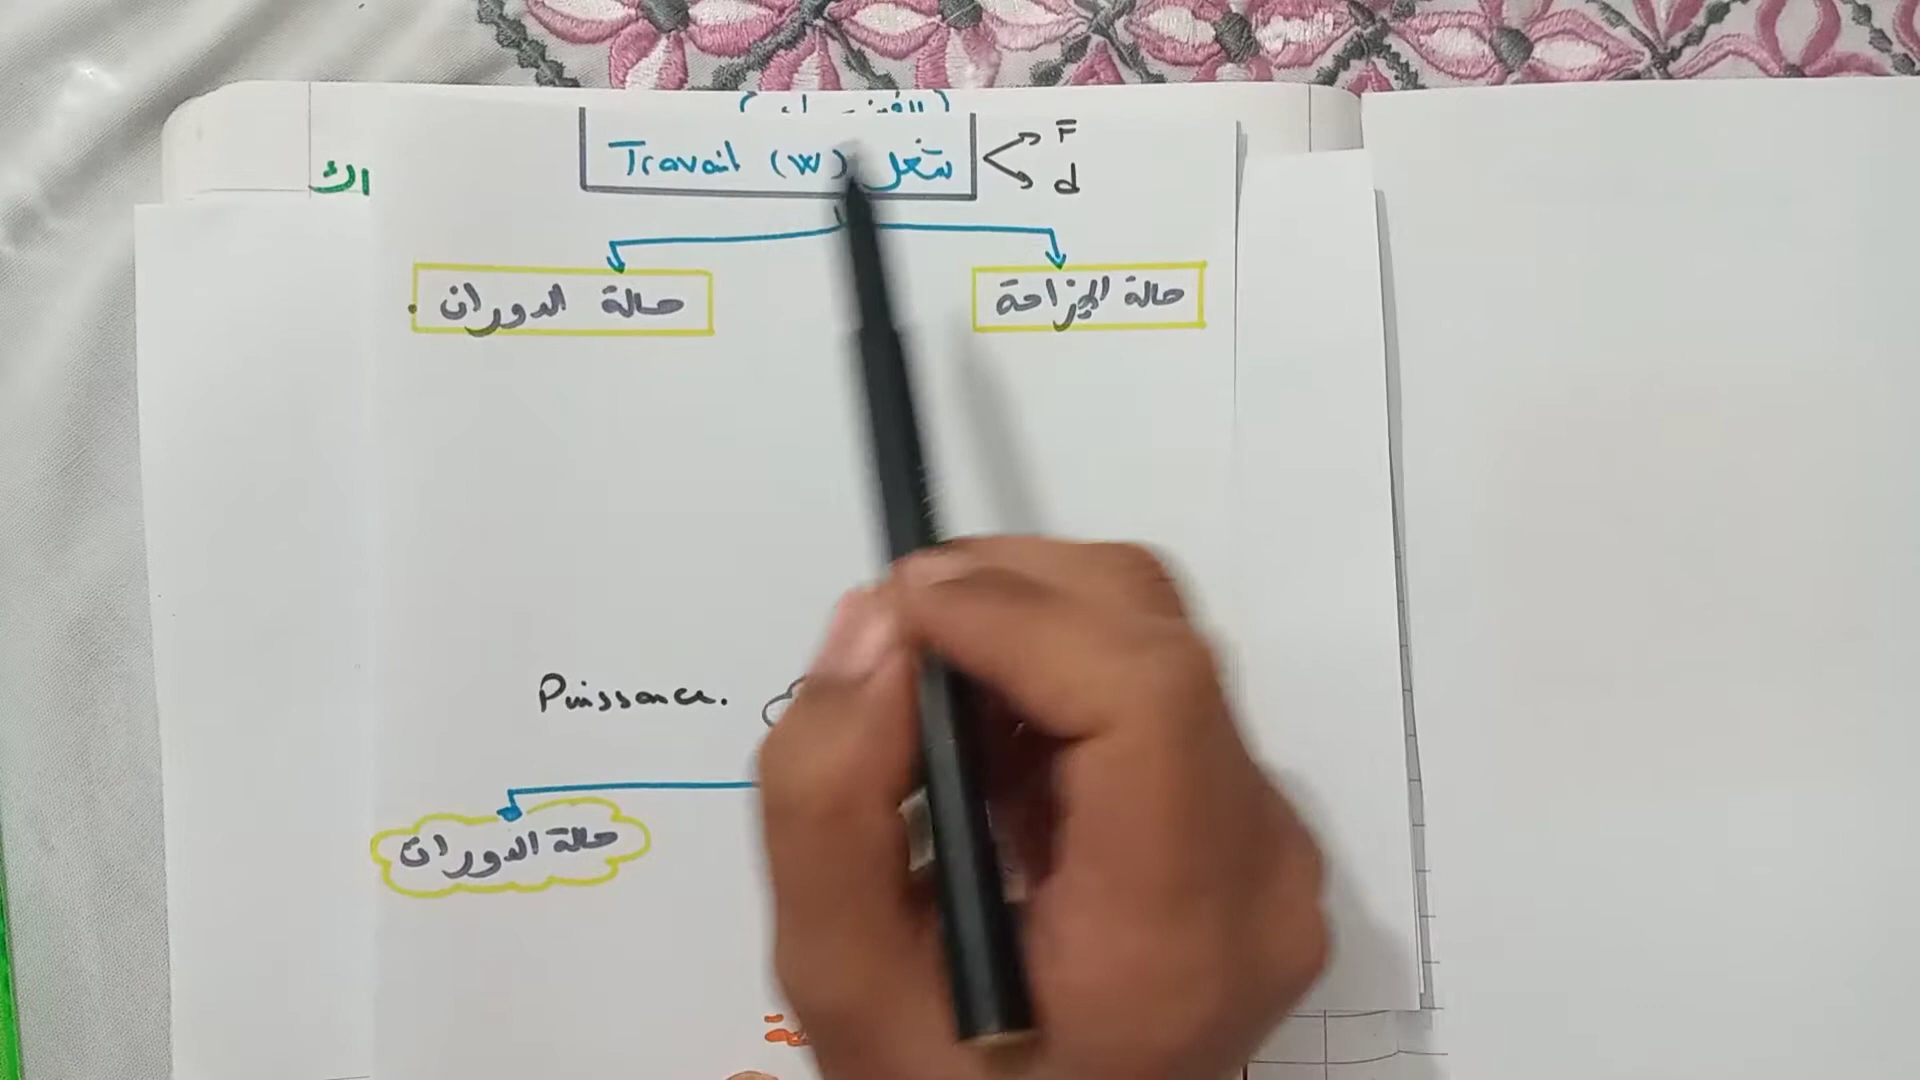 Travail (W) شغل
F
d
حالة الإزاحة
حالة الدوران.
Puissance.
حالة الدوران